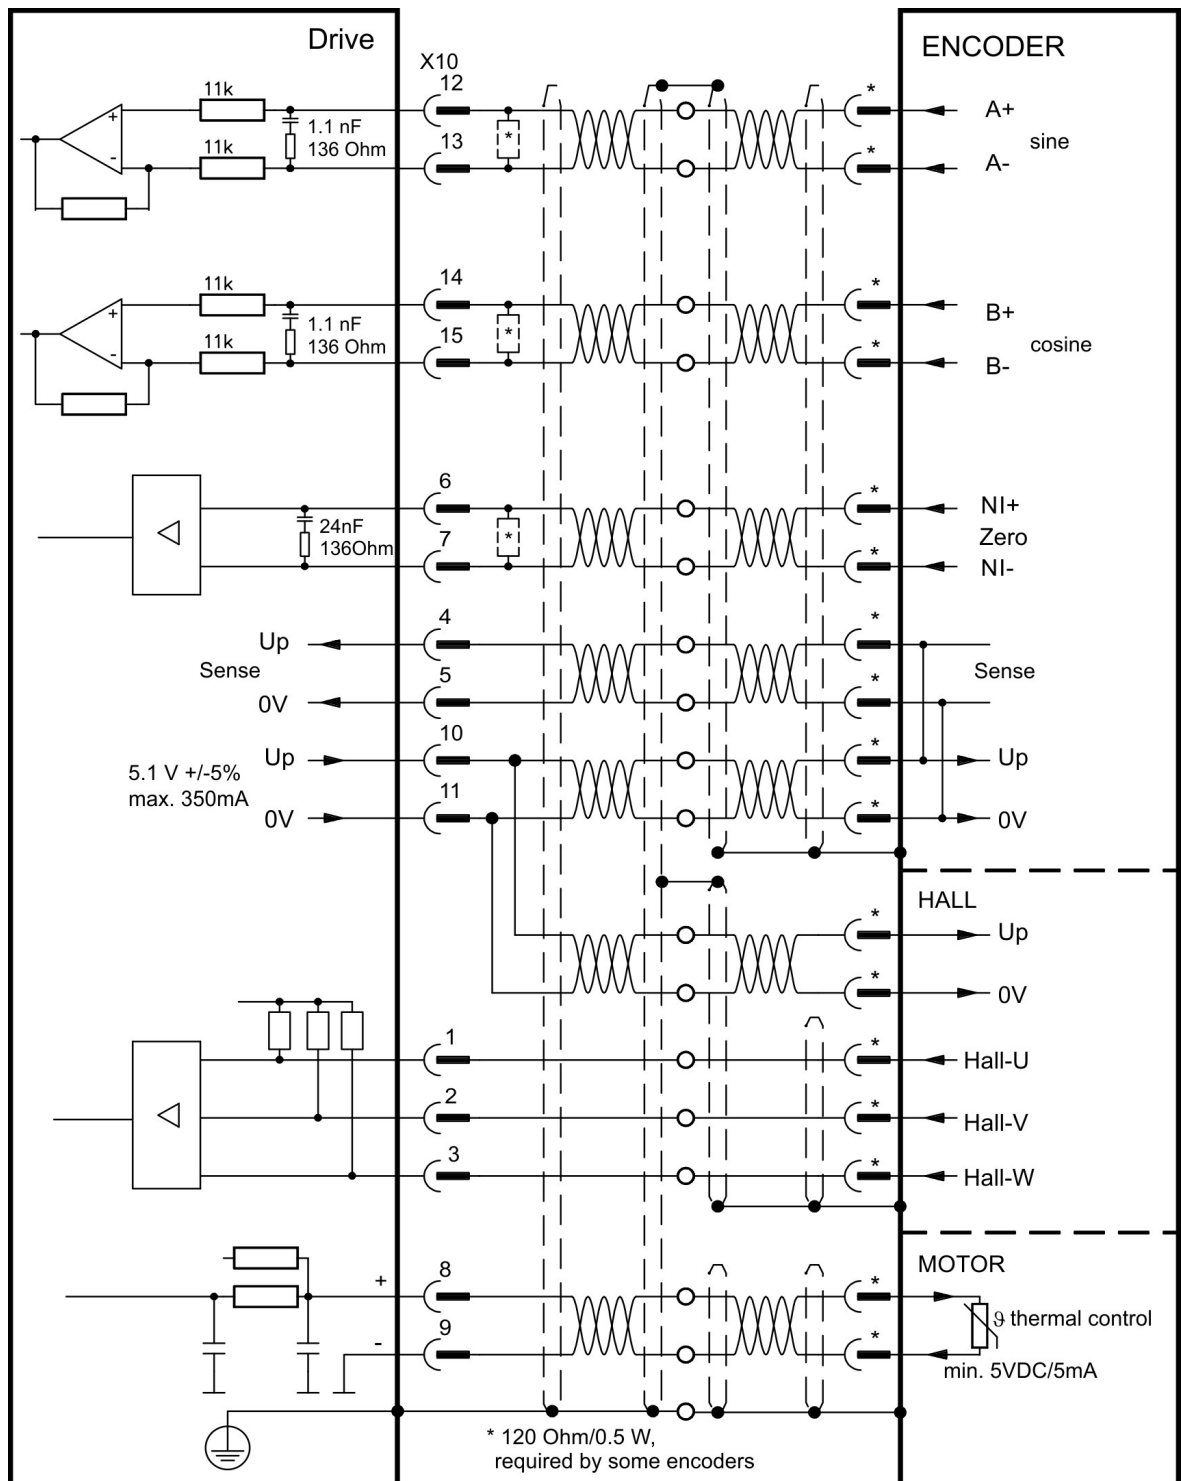 Drive
X10
ENCODER
12
*
11k
+
1.1 nF
136 Ohm
*
A+
sine
13
11k
-
*
A-
14
*
11k
+
1.1 nF
136 Ohm
*
B+
cosine
15
11k
-
*
B-
6
*
NI+
24nF
136Ohm
*
Zero
7
*
NI-
4
*
Up
Sense
Sense
5
*
0V
10
*
Up
Up
5.1 V +/-5%
max. 350mA
11
*
0V
0V
HALL
*
Up
*
0V
1
*
Hall-U
2
*
Hall-V
3
*
Hall-W
MOTOR
8
*
+
ϑ thermal control
9
*
-
min. 5VDC/5mA
* 120 Ohm/0.5 W,
required by some encoders